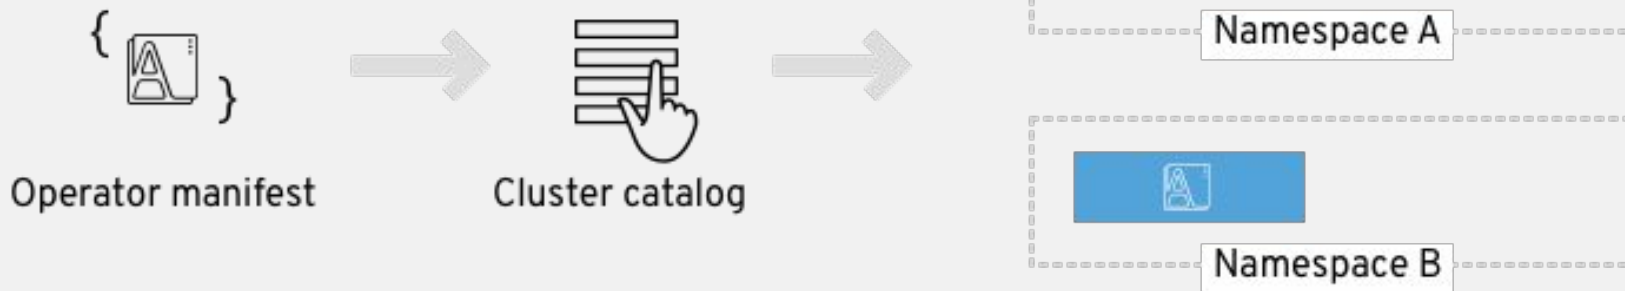 {
}
Operator manifest
Cluster catalog
Namespace A
Namespace B